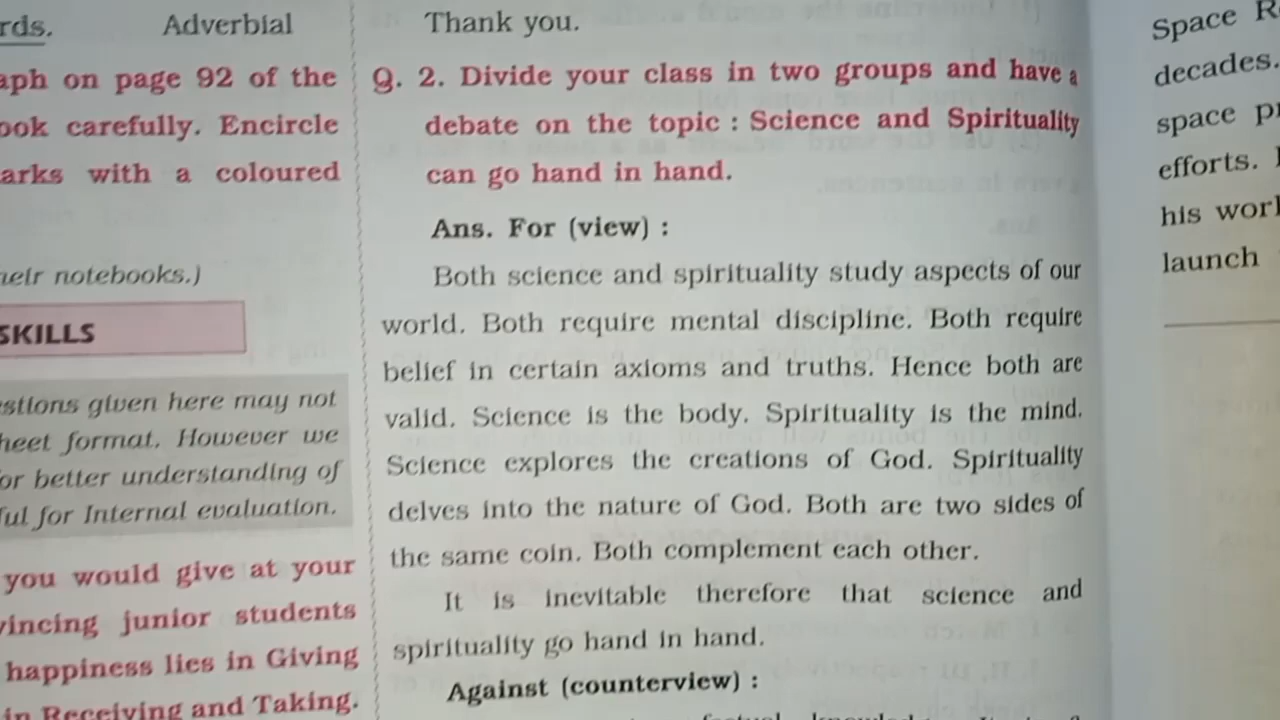 rds. Adverbial
aph on page 92 of the
ook carefully. Encircle
arks with a coloured
heir notebooks.)
SKILLS
estions given here may not
heet format. However we
or better understanding of
ful for Internal evaluation.
you would give at your
vincing junior students
happiness lies in Giving
in Receiving and Taking.
Thank you.
Q. 2. Divide your class in two groups and have a
debate on the topic : Science and Spirituality
can go hand in hand.
Ans. For (view) :
Both science and spirituality study aspects of our
world. Both require mental discipline. Both require
belief in certain axioms and truths. Hence both are
valid. Science is the body. Spirituality is the mind.
Science explores the creations of God. Spirituality
delves into the nature of God. Both are two sides of
the same coin. Both complement each other.
It is inevitable therefore that science and
spirituality go hand in hand.
Against (counterview) :
Space R
decades.
space p
efforts.
his worl
launch